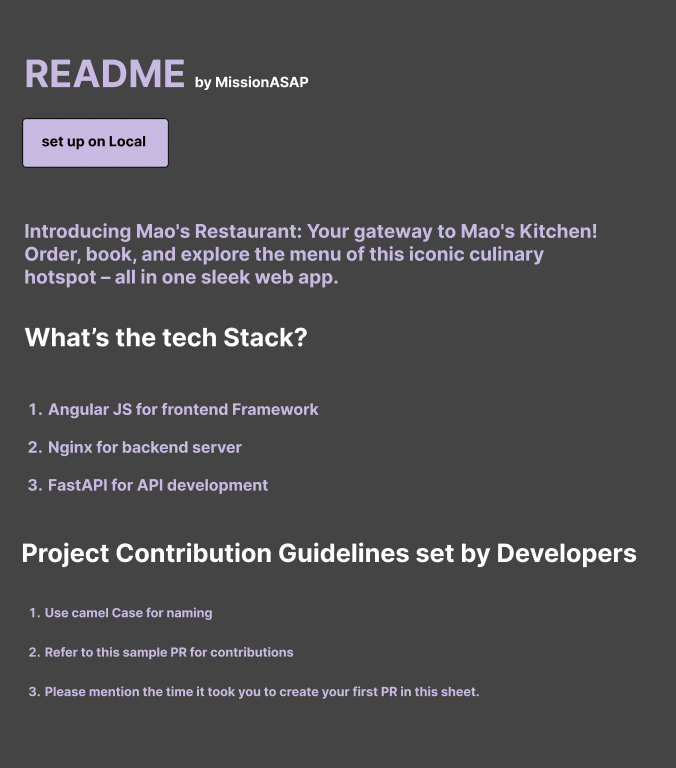 README by MissionASAP
set up on Local
Introducing Mao's Restaurant: Your gateway to Mao's Kitchen!
Order, book, and explore the menu of this iconic culinary
hotspot – all in one sleek web app.
What’s the tech Stack?
1. Angular JS for frontend Framework
2. Nginx for backend server
3. FastAPI for API development
Project Contribution Guidelines set by Developers
1. Use camel Case for naming
2. Refer to this sample PR for contributions
3. Please mention the time it took you to create your first PR in this sheet.